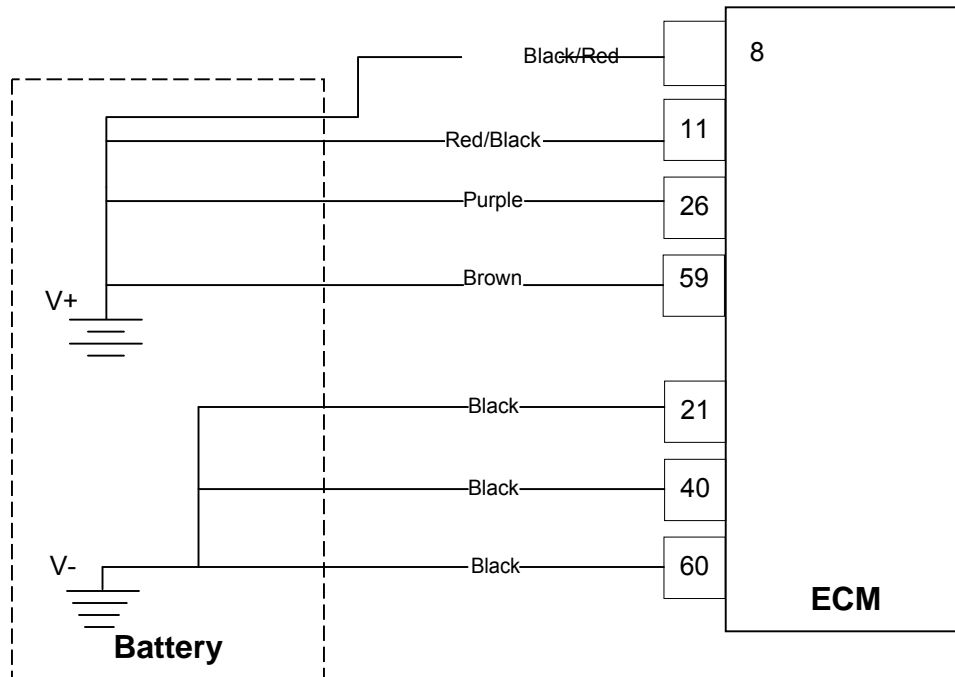 Black/Red
8
Red/Black
11
Purple
26
Brown
59
V+
Black
21
Black
40
V-
Black
60
ECM
Battery